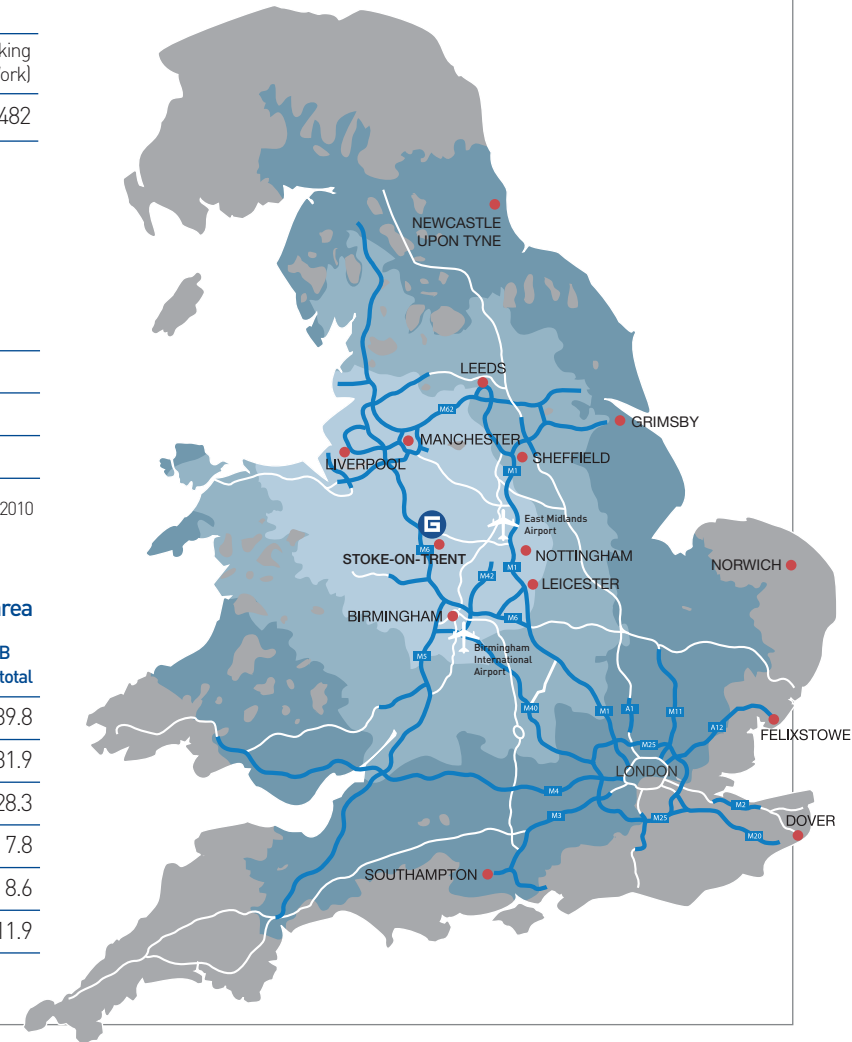 king
ork)
482
2010
rea
B
total
39.8
31.9
28.3
7.8
8.6
11.9
NEWCASTLE
UPON TYNE
LEEDS
M62
GRIMSBY
MANCHESTER
LIVERPOOL
SHEFFIELD
M1
G
East Midlands
Airport
M6
STOKE-ON-TRENT
NOTTINGHAM
M1
M42
LEICESTER
NORWICH
BIRMINGHAM
M6
Birmingham
International
Airport
M5
M40
M1
A1
M11
A12
FELIXSTOWE
M25
LONDON
M4
M2
M3
M25
DOVER
M20
SOUTHAMPTON